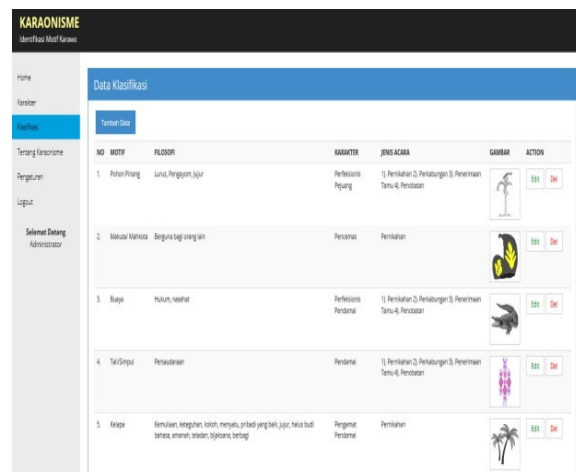 KARAONISME
Identifikasi Motif Karawo
Home
Karakter
Klasifikasi
Tentang Karaonisme
Pengaturan
Logout
Selamat Datang
Administrator
Data Klasifikasi
Tambah Data
NO MOTIF FILOSOFI KARAKTER JENIS ACARA GAMBAR ACTION
1. Pohon Pinang Lurus, Pengayom, Jujur Perfeksionis 1). Pernikahan 2). Perkabungan 3). Penerimaan Edit Del
Pejuang Tamu 4). Penobatan
2. Makuta/ Mahkota Berguna bagi orang lain Pencemas Pernikahan Edit Del
3. Buaya Hukum, nasehat Perfeksionis 1). Pernikahan 2). Perkabungan 3). Penerimaan Edit Del
Pendamai Tamu 4). Penobatan
4. Tali/Simpul Persaudaraan Pendamai 1). Pernikahan 2). Perkabungan 3). Penerimaan Edit Del
Tamu 4). Penobatan
5. Kelapa Kemuliaan, keteguhan, kokoh, menyatu, pribadi yang baik, jujur, halus budi Pengamat Pernikahan Edit Del
bahasa, amanah, teladan, bijaksana, berbagi Pendamai